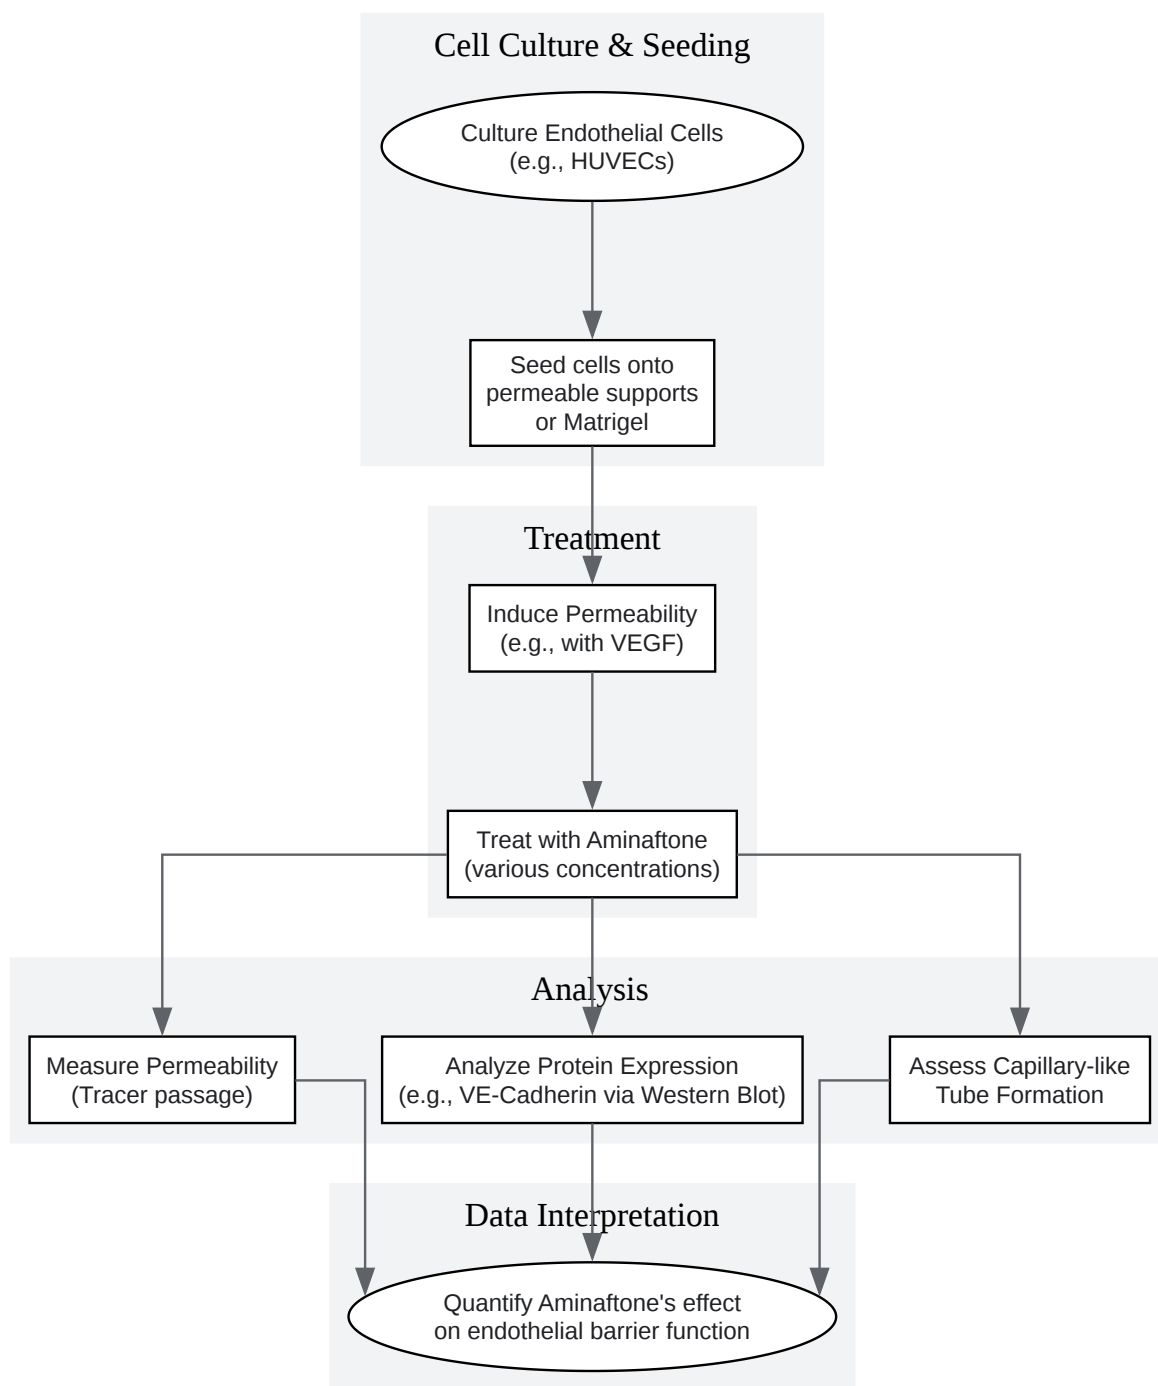 Cell Culture & Seeding
Culture Endothelial Cells
(e.g., HUVECs)
Seed cells onto
permeable supports
or Matrigel
Treatment
Induce Permeability
(e.g., with VEGF)
Treat with Aminaftone
(various concentrations)
Analysis
Measure Permeability
(Tracer passage)
Analyze Protein Expression
(e.g., VE-Cadherin via Western Blot)
Assess Capillary-like
Tube Formation
Data Interpretation
Quantify Aminaftone's effect
on endothelial barrier function